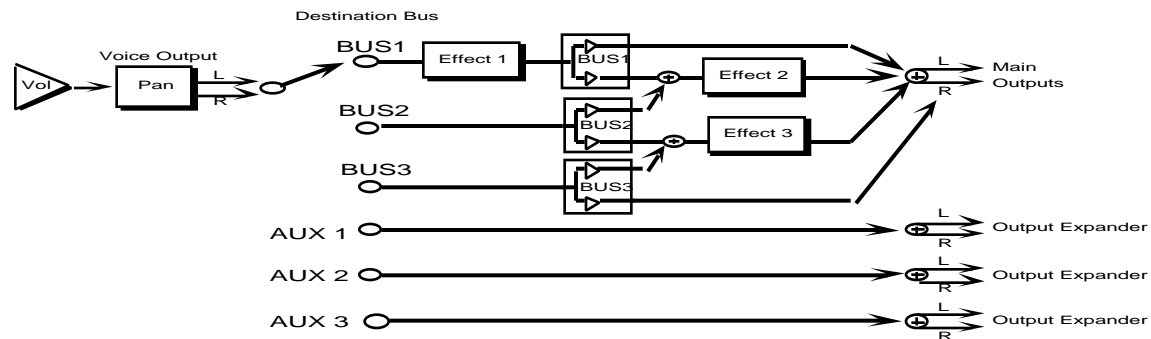 Destination Bus
Voice Output
Vol
Pan
L
R
BUS1
Effect 1
BUS1
Effect 2
L
R
Main
Outputs
BUS2
BUS2
Effect 3
BUS3
BUS3
AUX 1
L
R
Output Expander
AUX 2
L
R
Output Expander
AUX 3
L
R
Output Expander